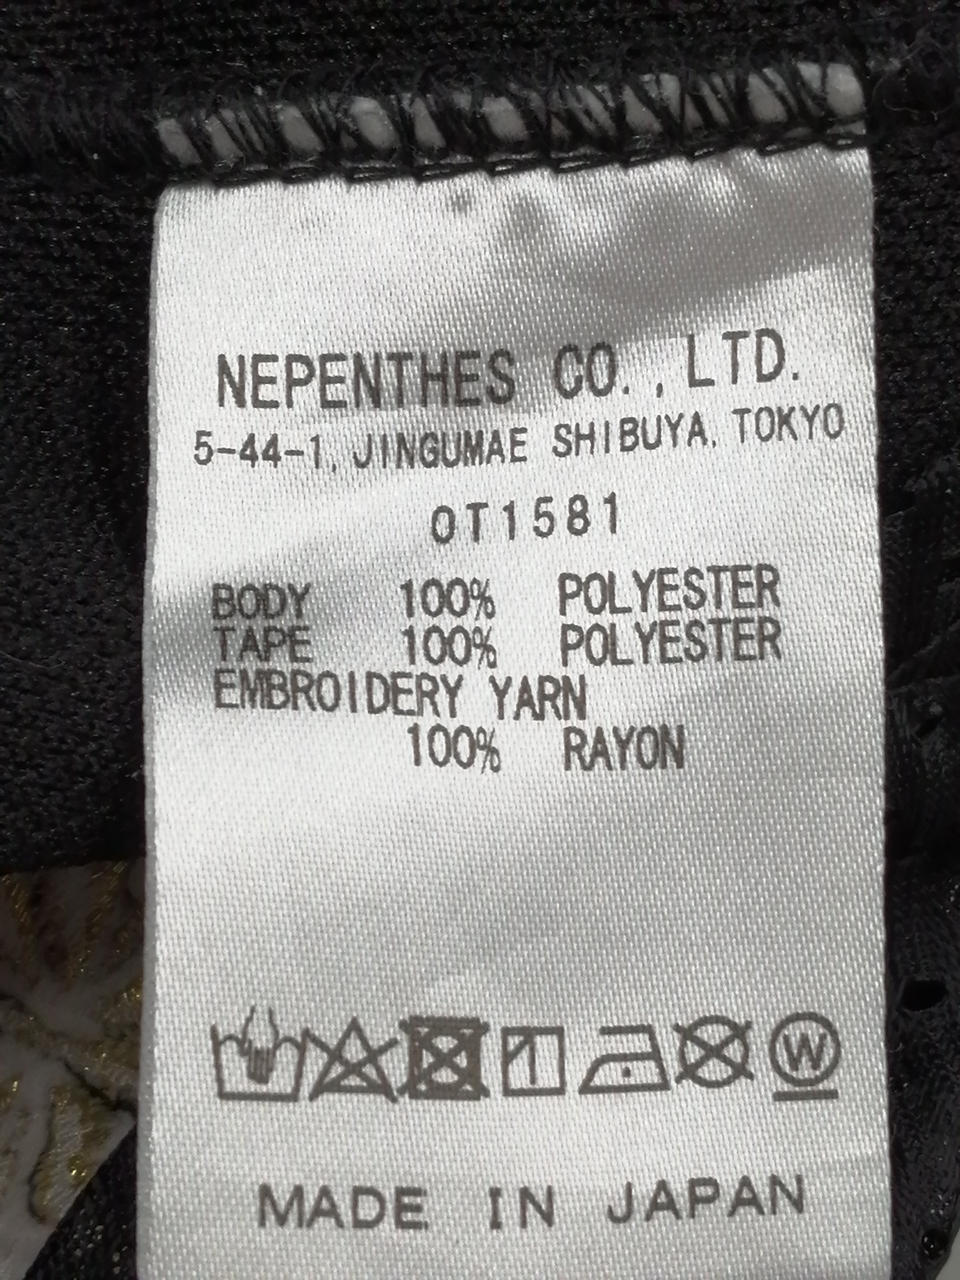 NEPENTHES CO., LTD.
5-44-1, JINGUMAE SHIBUYA, TOKYO
OT1581
BODY 100% POLYESTER
TAPE 100% POLYESTER
EMBROIDERY YARN
100% RAYON
W
MADE IN JAPAN